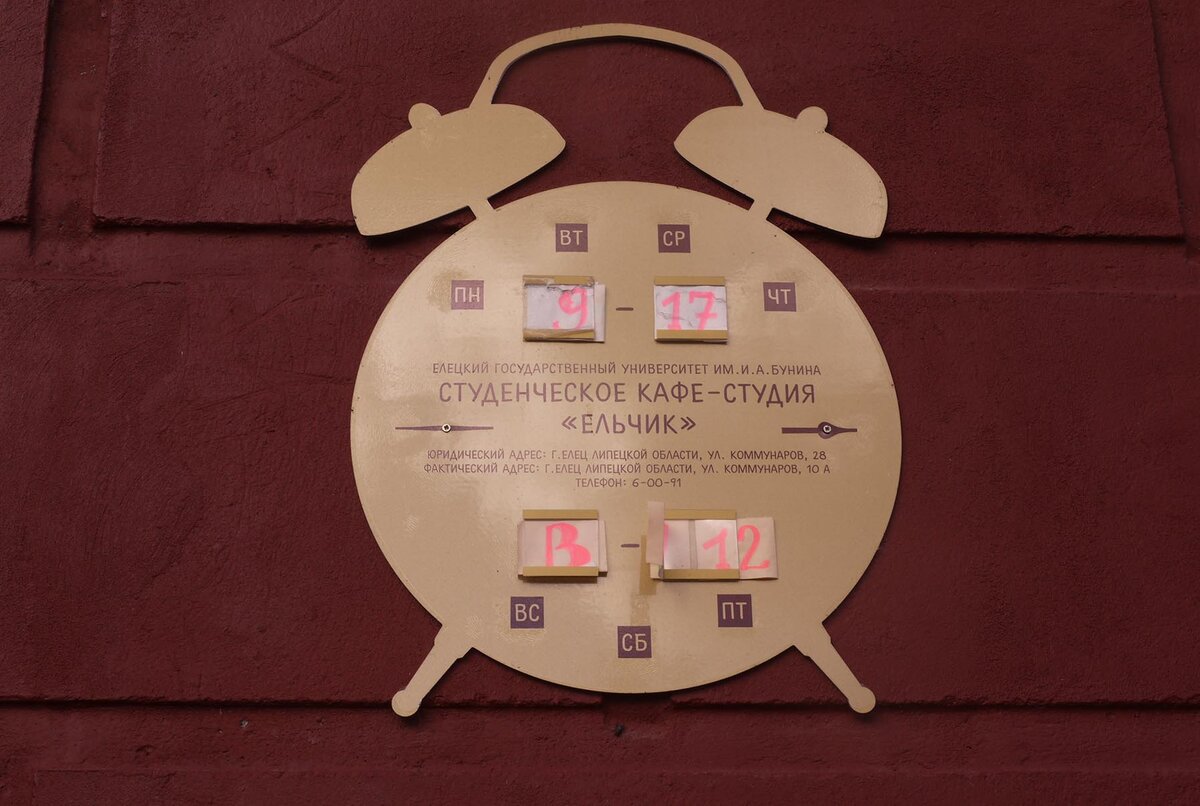 ВТ СР
ПН ЧТ
9 - 17
ЕЛЕЦКИЙ ГОСУДАРСТВЕННЫЙ УНИВЕРСИТЕТ ИМ.И.А.БУНИНА
СТУДЕНЧЕСКОЕ КАФЕ-СТУДИЯ
«ЕЛЬЧИК»
ЮРИДИЧЕСКИЙ АДРЕС: Г.ЕЛЕЦ ЛИПЕЦКОЙ ОБЛАСТИ, УЛ. КОММУНАРОВ, 28
ФАКТИЧЕСКИЙ АДРЕС: Г.ЕЛЕЦ ЛИПЕЦКОЙ ОБЛАСТИ, УЛ. КОММУНАРОВ, 10 А
ТЕЛЕФОН: 6-00-91
В - 12
ВС ПТ
СБ